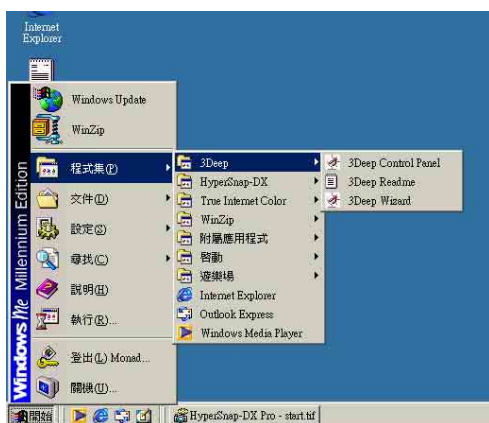 Internet
Explorer
Windows Update
WinZip
程式集(P)
文件(D)
設定(S)
尋找(C)
說明(H)
執行(R)...
登出(L) Monad...
關機(U)...
Windows Me Millennium Edition
3Deep
HyperSnap-DX
True Internet Color
WinZip
附屬應用程式
啓動
遊樂場
Internet Explorer
Outlook Express
Windows Media Player
3Deep Control Panel
3Deep Readme
3Deep Wizard
開始
HyperSnap-DX Pro - start.tif